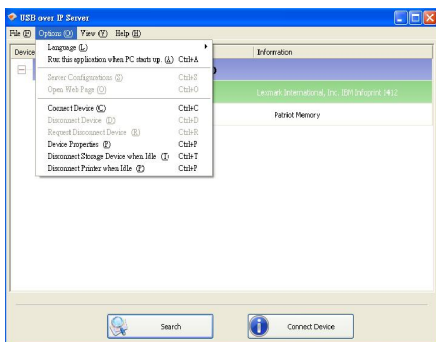 USB over IP Server
File (F) Options (O) View (V) Help (H)
Device
Information
Language (L)
Run this application when PC starts up. (A) Ctrl+A
Server Configurations (S) Ctrl+S
Open Web Page (O) Ctrl+O
Connect Device (C) Ctrl+C
Disconnect Device (D) Ctrl+D
Request Disconnect Device (R) Ctrl+R
Device Properties (P) Ctrl+P
Disconnect Storage Device when Idle (I) Ctrl+T
Disconnect Printer when Idle (P) Ctrl+P
Lexmark International, Inc. IBM Infoprint 1412
Patriot Memory
Search
Connect Device